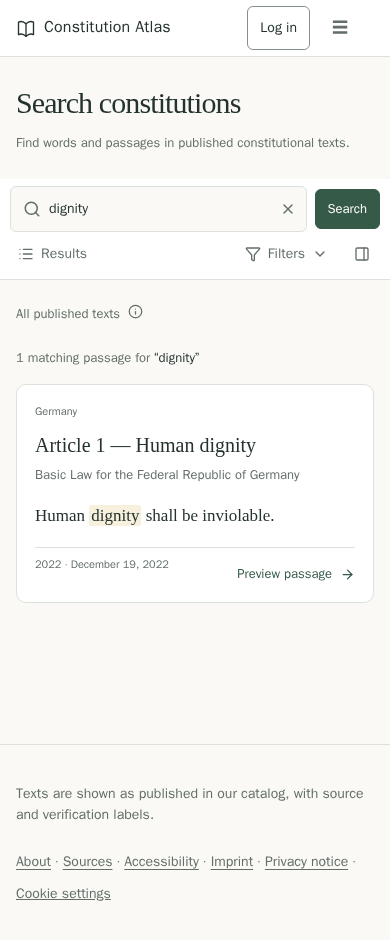 Constitution Atlas
Log in
Search constitutions
Find words and passages in published constitutional texts.
dignity
Search
Results
Filters
All published texts
1 matching passage for “dignity”
Germany
Article 1 — Human dignity
Basic Law for the Federal Republic of Germany
Human dignity shall be inviolable.
2022 · December 19, 2022
Preview passage →
Texts are shown as published in our catalog, with source
and verification labels.
About · Sources · Accessibility · Imprint · Privacy notice ·
Cookie settings